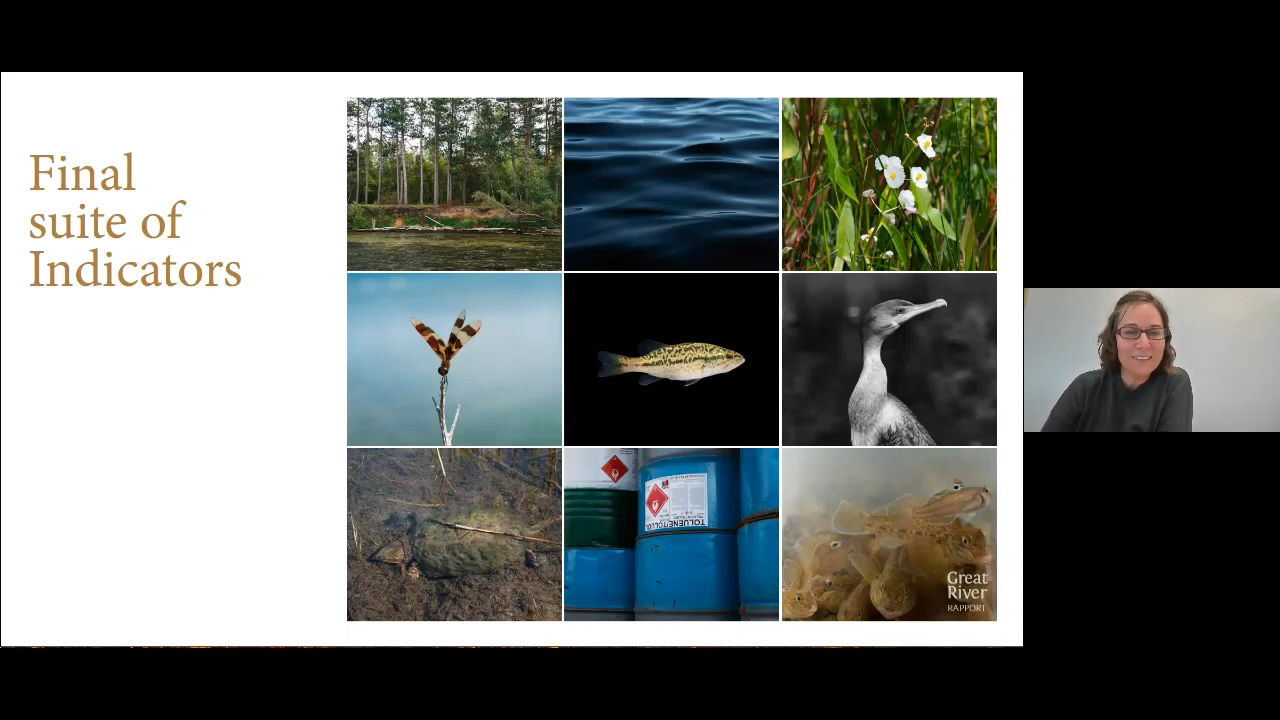 Final
suite of
Indicators
TOLUENE/TOLUOL
Great
River
RAPPORT